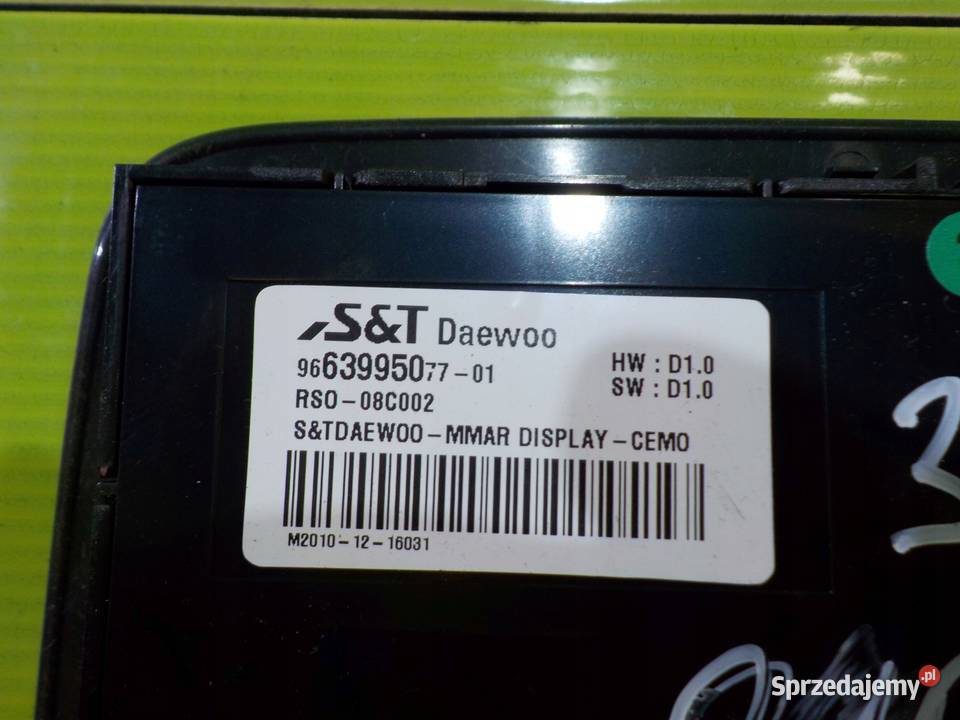 S&T Daewoo
9663995077-01
HW : D1.0
RSO-08C002
SW : D1.0
S&TDAEWOO-MMAR DISPLAY-CEMO
M2010-12-16031
Sprzedajemy.pl